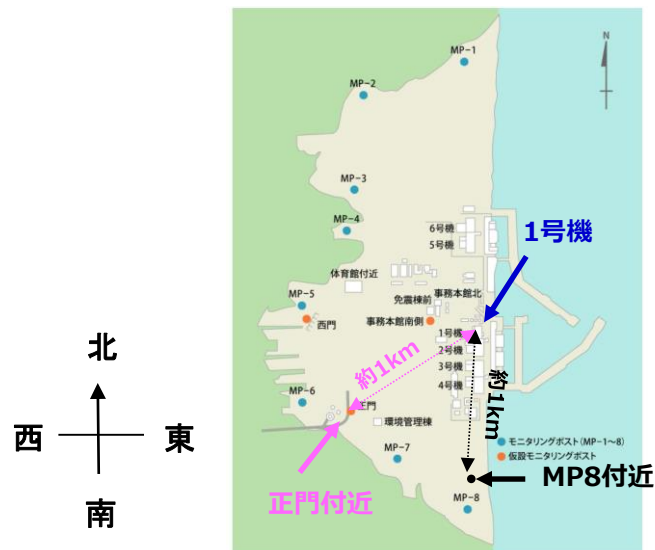 N
MP-1
MP-2
MP-3
MP-4
6号機
5号機
1号機
体育館付近
事務本館北
MP-5
免震棟前
西門
事務本館南側
1号機
2号機
3号機
4号機
約1km
約1km
北
西
東
南
MP-6
正門
環境管理棟
MP-7
モニタリングポスト(MP-1〜8)
仮設モニタリングポスト
MP8付近
正門付近
MP-8